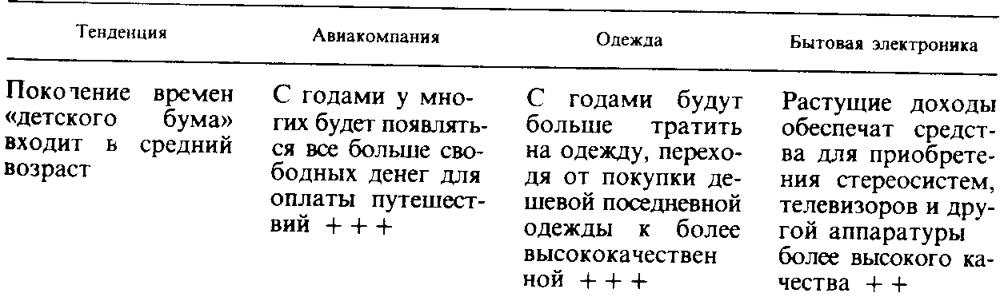 Тенденция
Авиакомпания
Одежда
Бытовая электроника
Поколение времен
«детского бума»
входит в средний
возраст
С годами у мно-
гих будет появлять-
ся все больше сво-
бодных денег для
оплаты путешест-
вий + + +
С годами будут
больше тратить
на одежду, перехо-
дя от покупки де-
шевой поседневной
одежды к более
высококачествен
ной + + +
Растущие доходы
обеспечат средст-
ва для приобрете-
ния стереосистем,
телевизоров и дру-
гой аппаратуры
более высокого ка-
чества + +